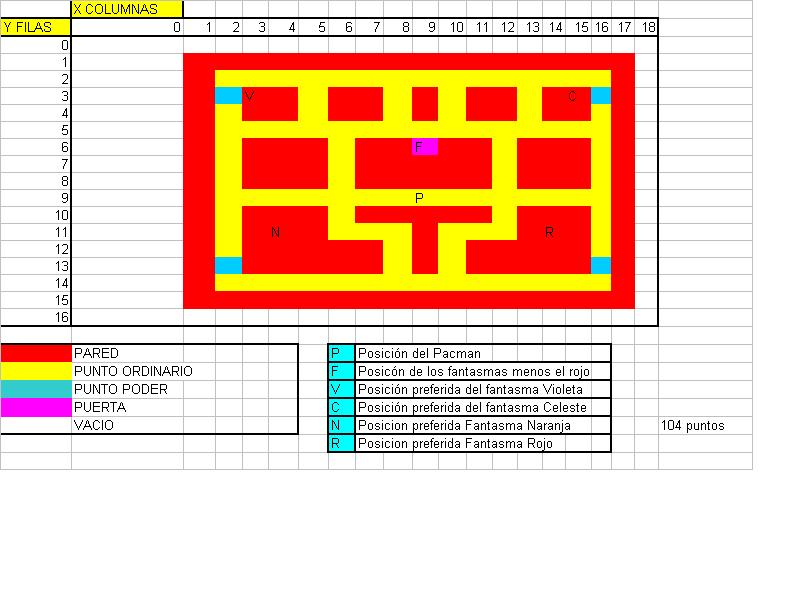 X COLUMNAS
Y FILAS 0 1 2 3 4 5 6 7 8 9 10 11 12 13 14 15 16 17 18
0
1
2
3 V C
4
5
6 F
7
8
9 P
10
11 N R
12
13
14
15
16
PARED
PUNTO ORDINARIO
PUNTO PODER
PUERTA
VACIO
P Posición del Pacman
F Posicón de los fantasmas menos el rojo
V Posición preferida del fantasma Violeta
C Posición preferida del fantasma Celeste
N Posicion preferida Fantasma Naranja
R Posicion preferida Fantasma Rojo
104 puntos